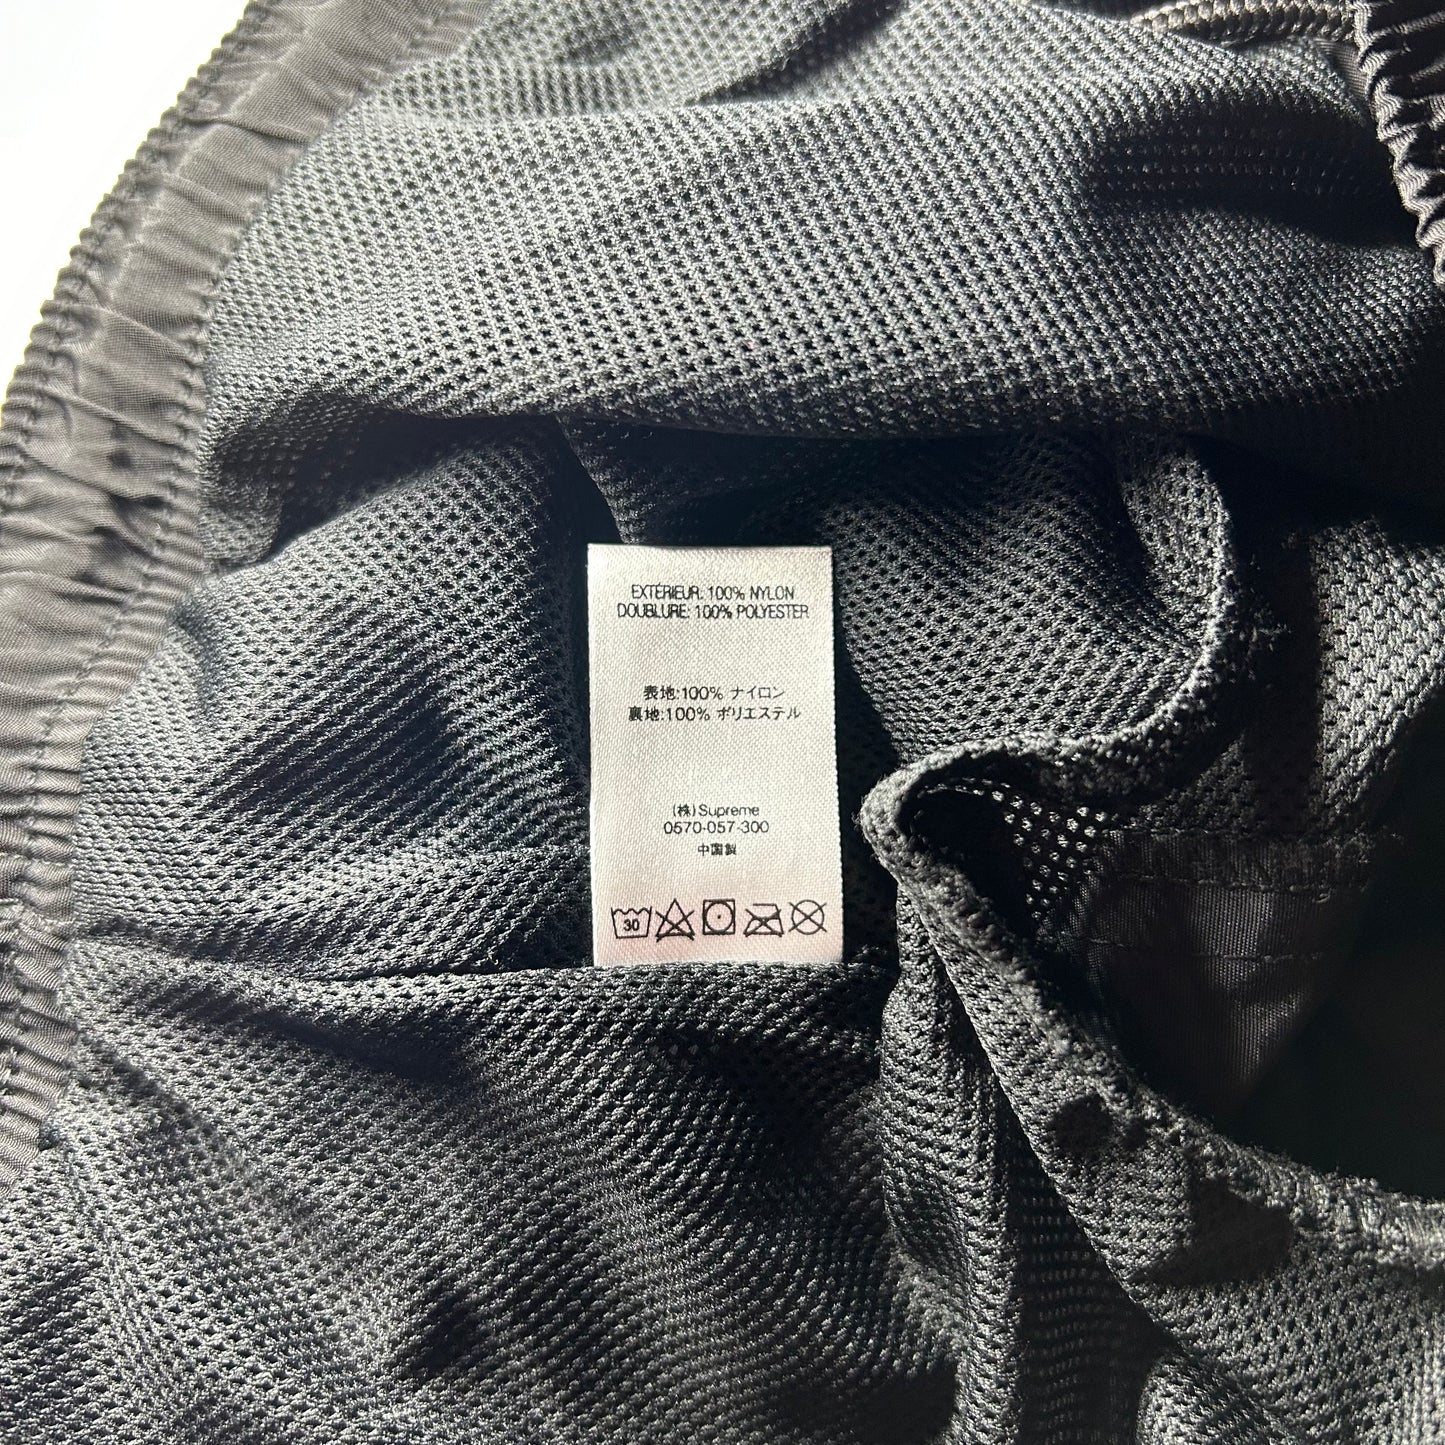 EXTÉRIEUR: 100% NYLON
DOUBLURE: 100% POLYESTER
表地:100% ナイロン
裏地:100% ポリエステル
(株)Supreme
0570-057-300
中国製
30